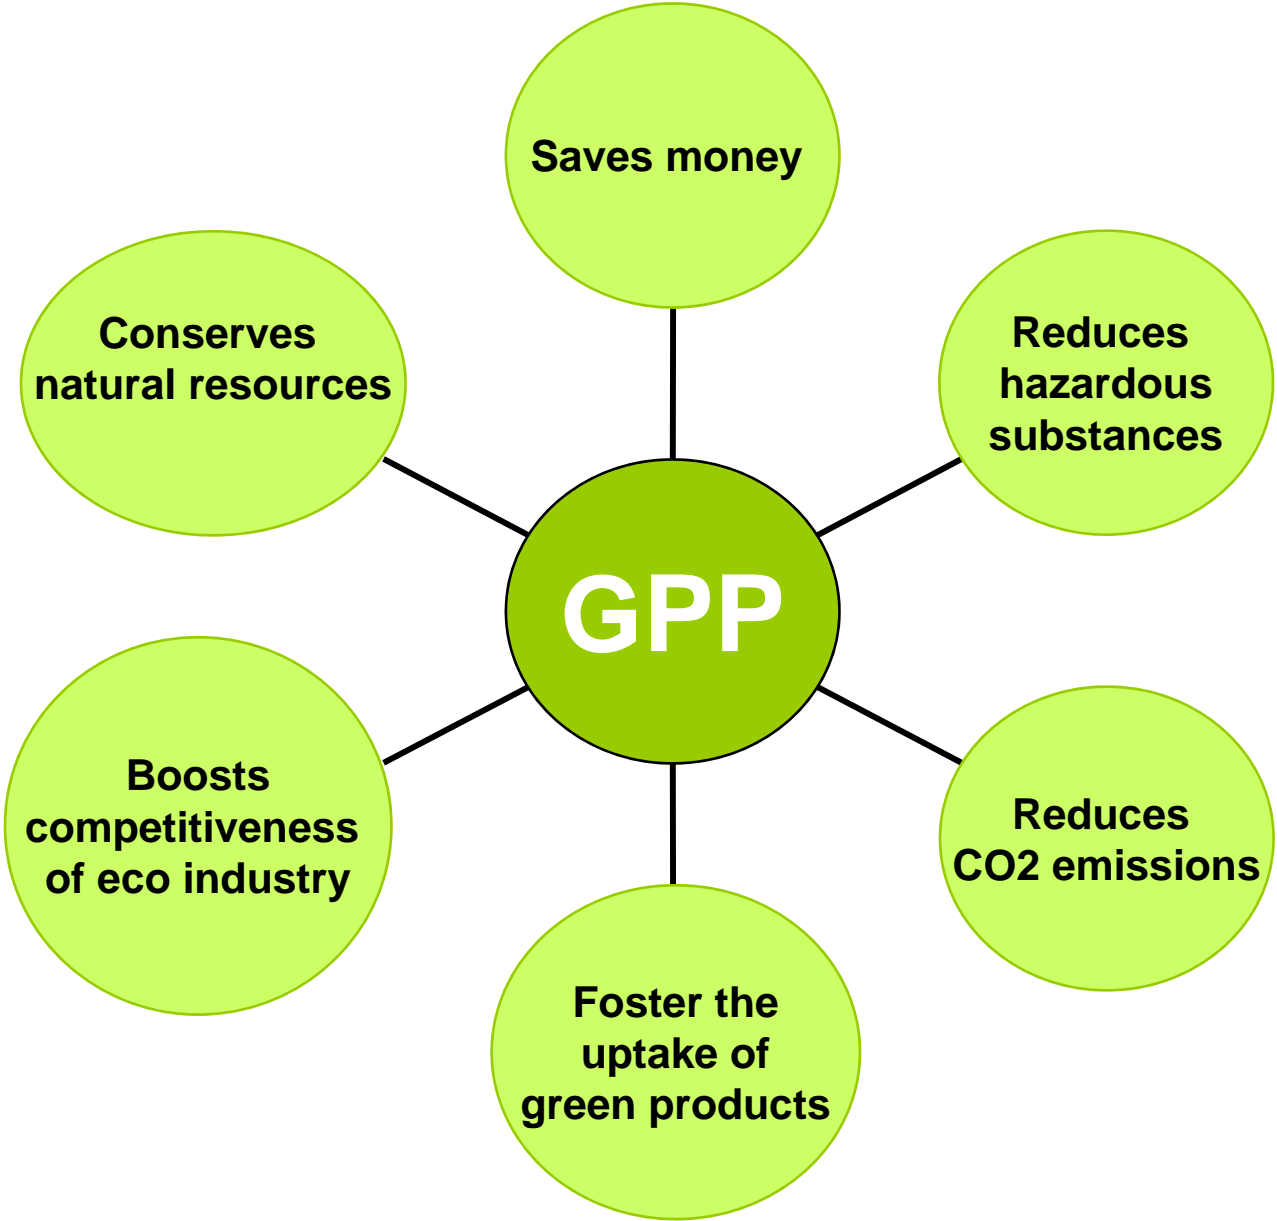 Saves money
Conserves
natural resources
Reduces
hazardous
substances
GPP
Boosts
competitiveness
of eco industry
Reduces
CO2 emissions
Foster the
uptake of
green products